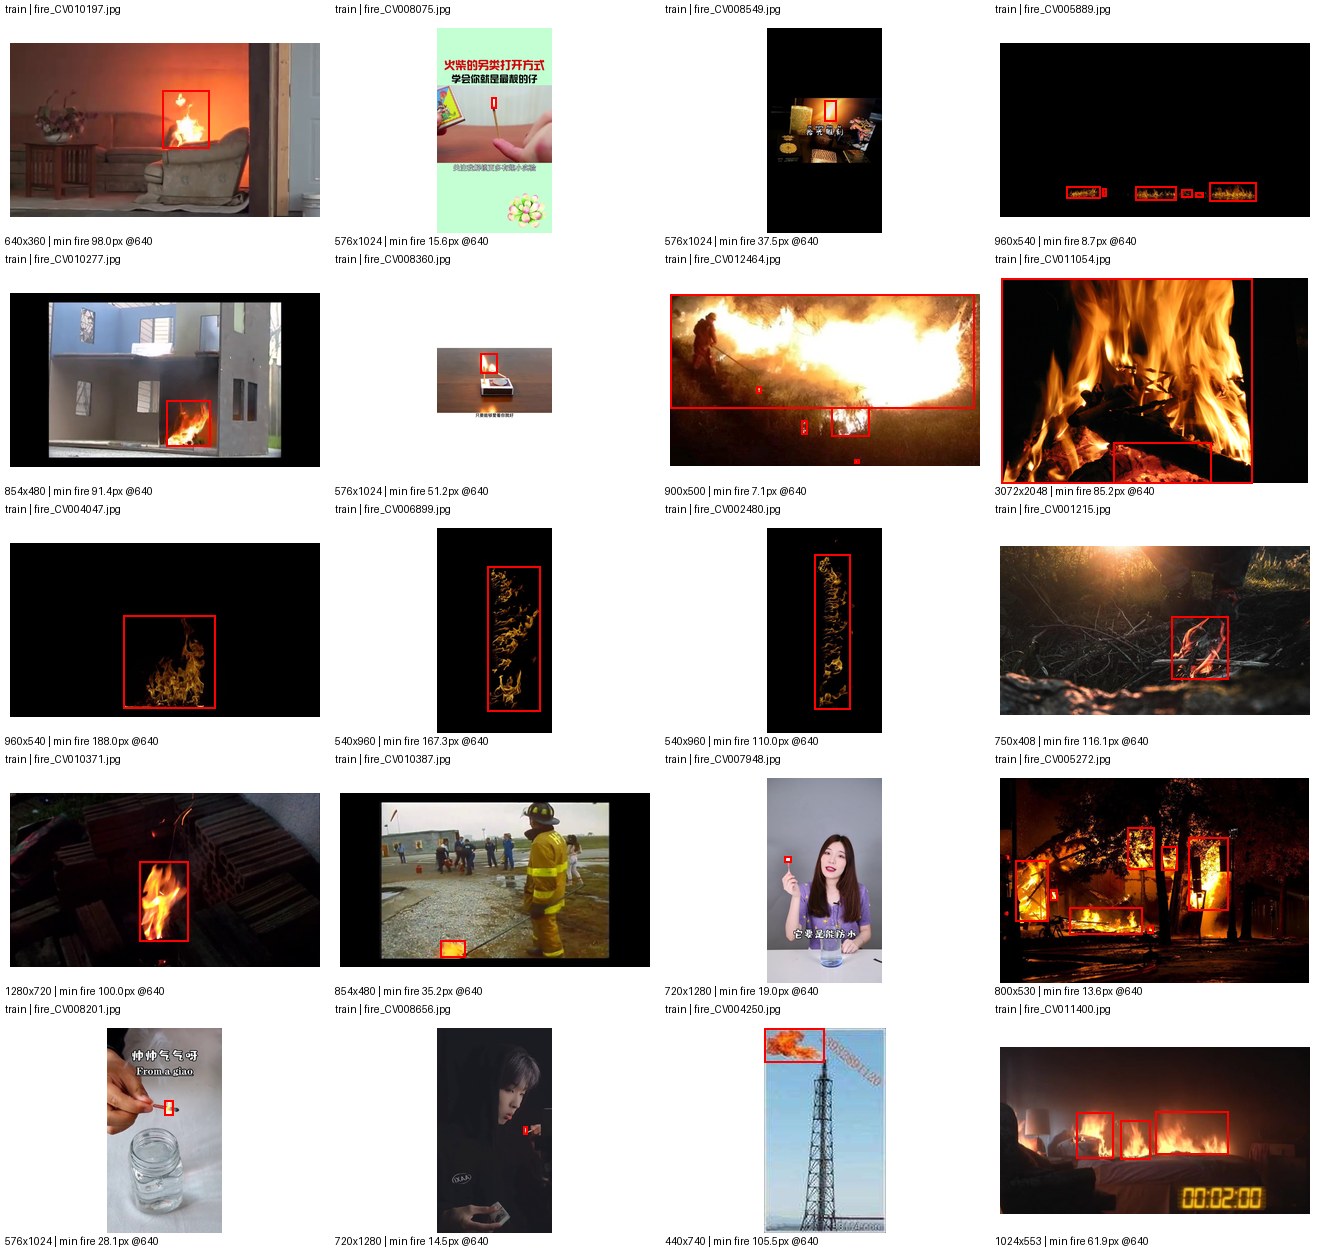 train | fire_CV010197.jpg
train | fire_CV008075.jpg
train | fire_CV008549.jpg
train | fire_CV005889.jpg
火柴的另类打开方式
学会你就是最靓的仔
640x360 | min fire 98.0px @640
576x1024 | min fire 15.6px @640
576x1024 | min fire 37.5px @640
960x540 | min fire 8.7px @640
train | fire_CV010277.jpg
train | fire_CV008360.jpg
train | fire_CV012464.jpg
train | fire_CV011054.jpg
854x480 | min fire 91.4px @640
576x1024 | min fire 51.2px @640
900x500 | min fire 7.1px @640
3072x2048 | min fire 85.2px @640
train | fire_CV004047.jpg
train | fire_CV006899.jpg
train | fire_CV002480.jpg
train | fire_CV001215.jpg
960x540 | min fire 188.0px @640
540x960 | min fire 167.3px @640
540x960 | min fire 110.0px @640
750x408 | min fire 116.1px @640
train | fire_CV010371.jpg
train | fire_CV010387.jpg
train | fire_CV007948.jpg
train | fire_CV005272.jpg
它要是能防水
1280x720 | min fire 100.0px @640
854x480 | min fire 35.2px @640
720x1280 | min fire 19.0px @640
800x530 | min fire 13.6px @640
train | fire_CV008201.jpg
train | fire_CV008656.jpg
train | fire_CV004250.jpg
train | fire_CV011400.jpg
帅帅气气呀
From a giao
00:02:00
576x1024 | min fire 28.1px @640
720x1280 | min fire 14.5px @640
440x740 | min fire 105.5px @640
1024x553 | min fire 61.9px @640